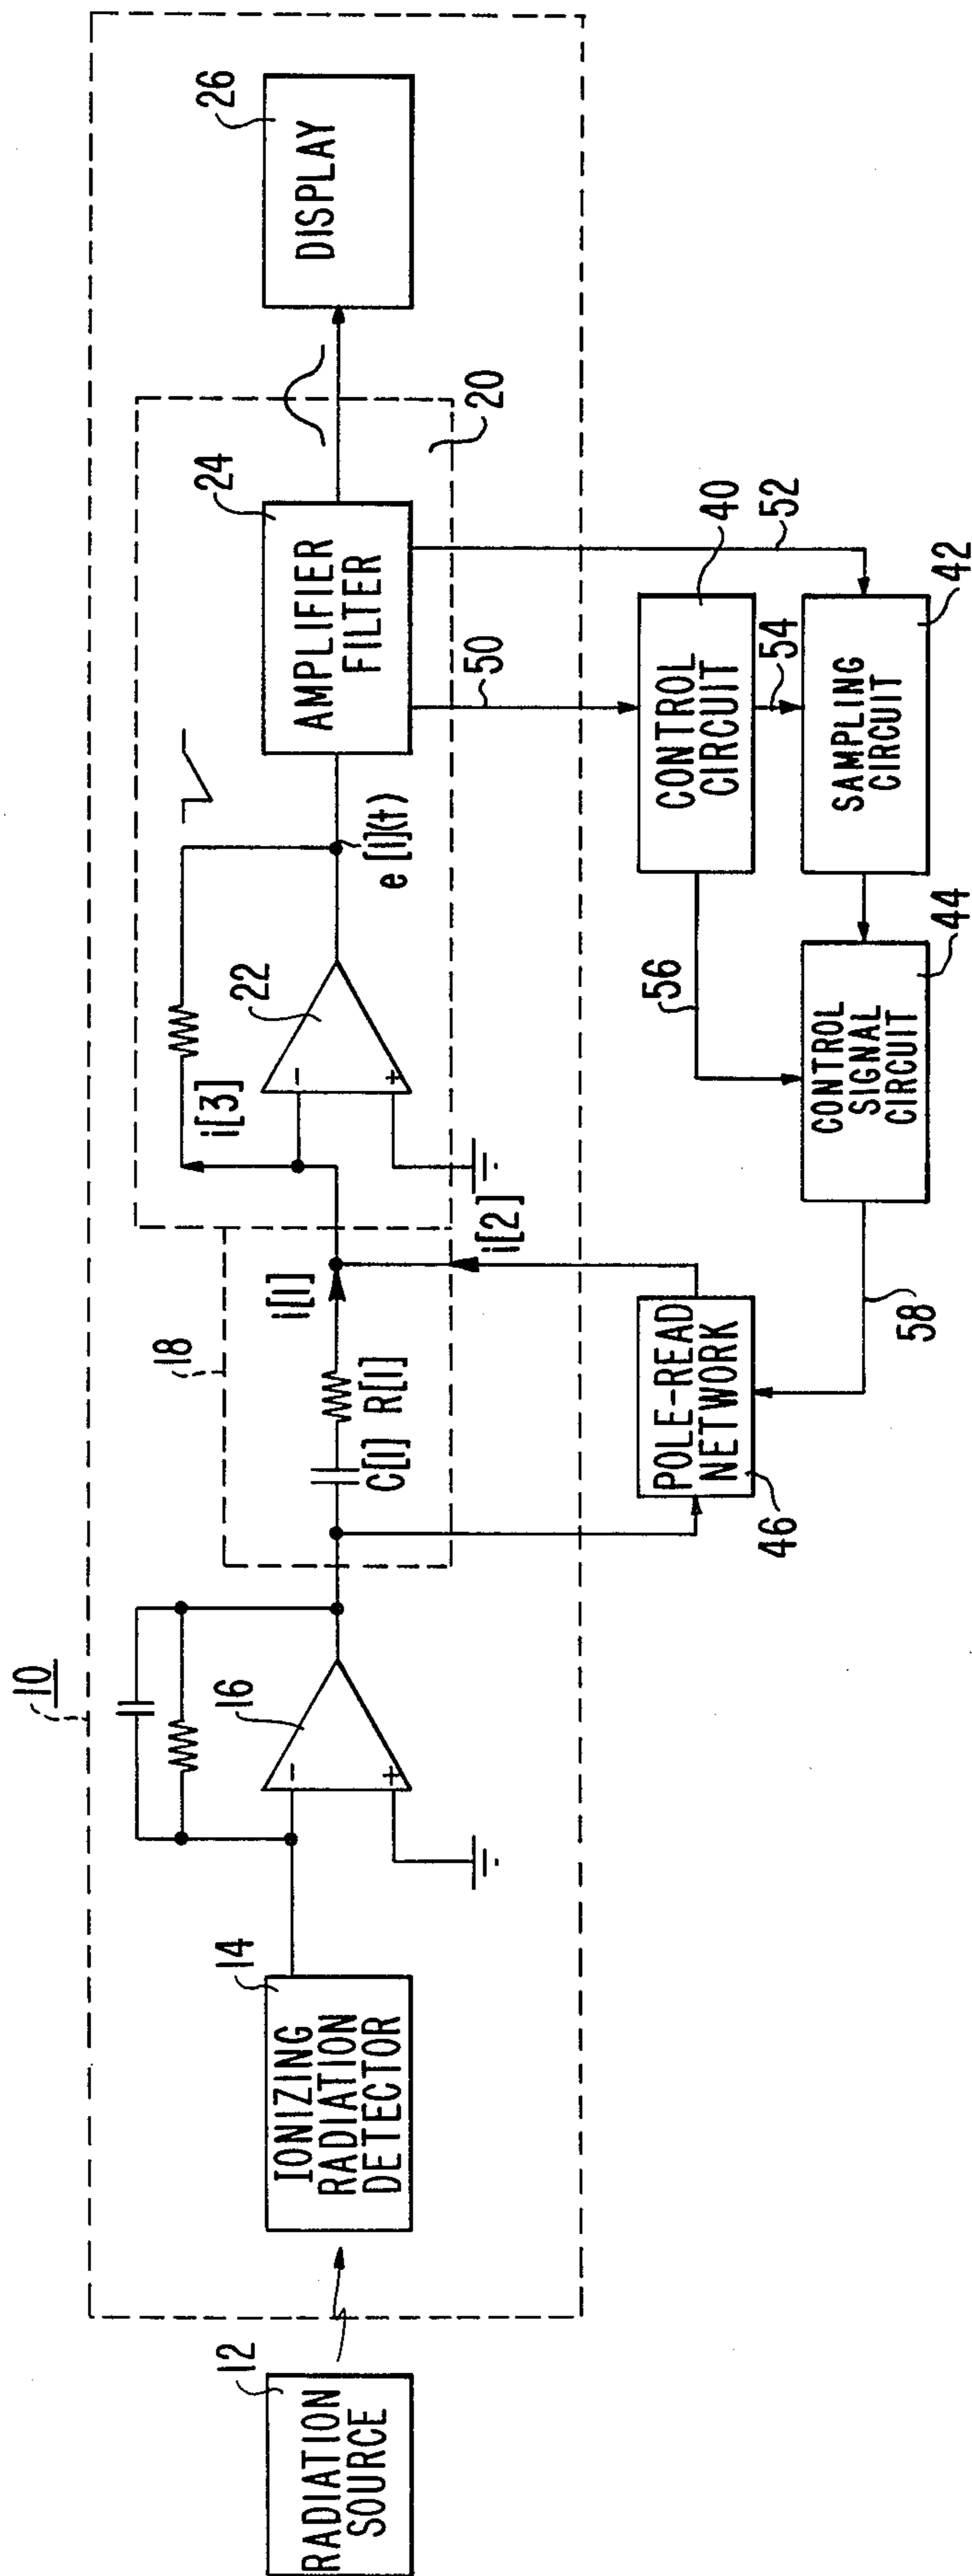 10
12
RADIATION
SOURCE
14
IONIZING
RADIATION
DETECTOR
16
-
+
18
C[1] R[1]
i[1]
i[2]
i[3]
22
-
+
e[i](t)
20
24
AMPLIFIER
FILTER
26
DISPLAY
50
52
40
CONTROL
CIRCUIT
54
42
SAMPLING
CIRCUIT
56
44
CONTROL
SIGNAL
CIRCUIT
58
46
POLE-READ
NETWORK